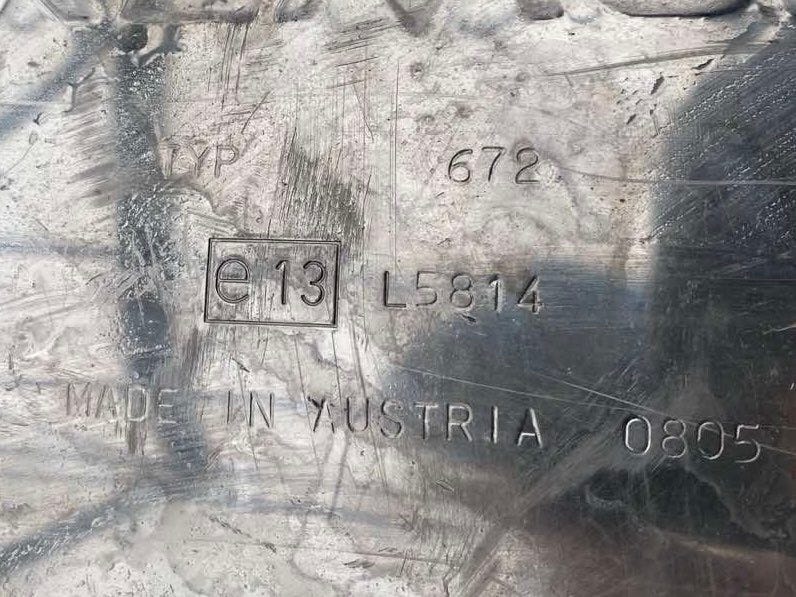 TYP 672
e 13 L5814
MADE IN AUSTRIA 0805